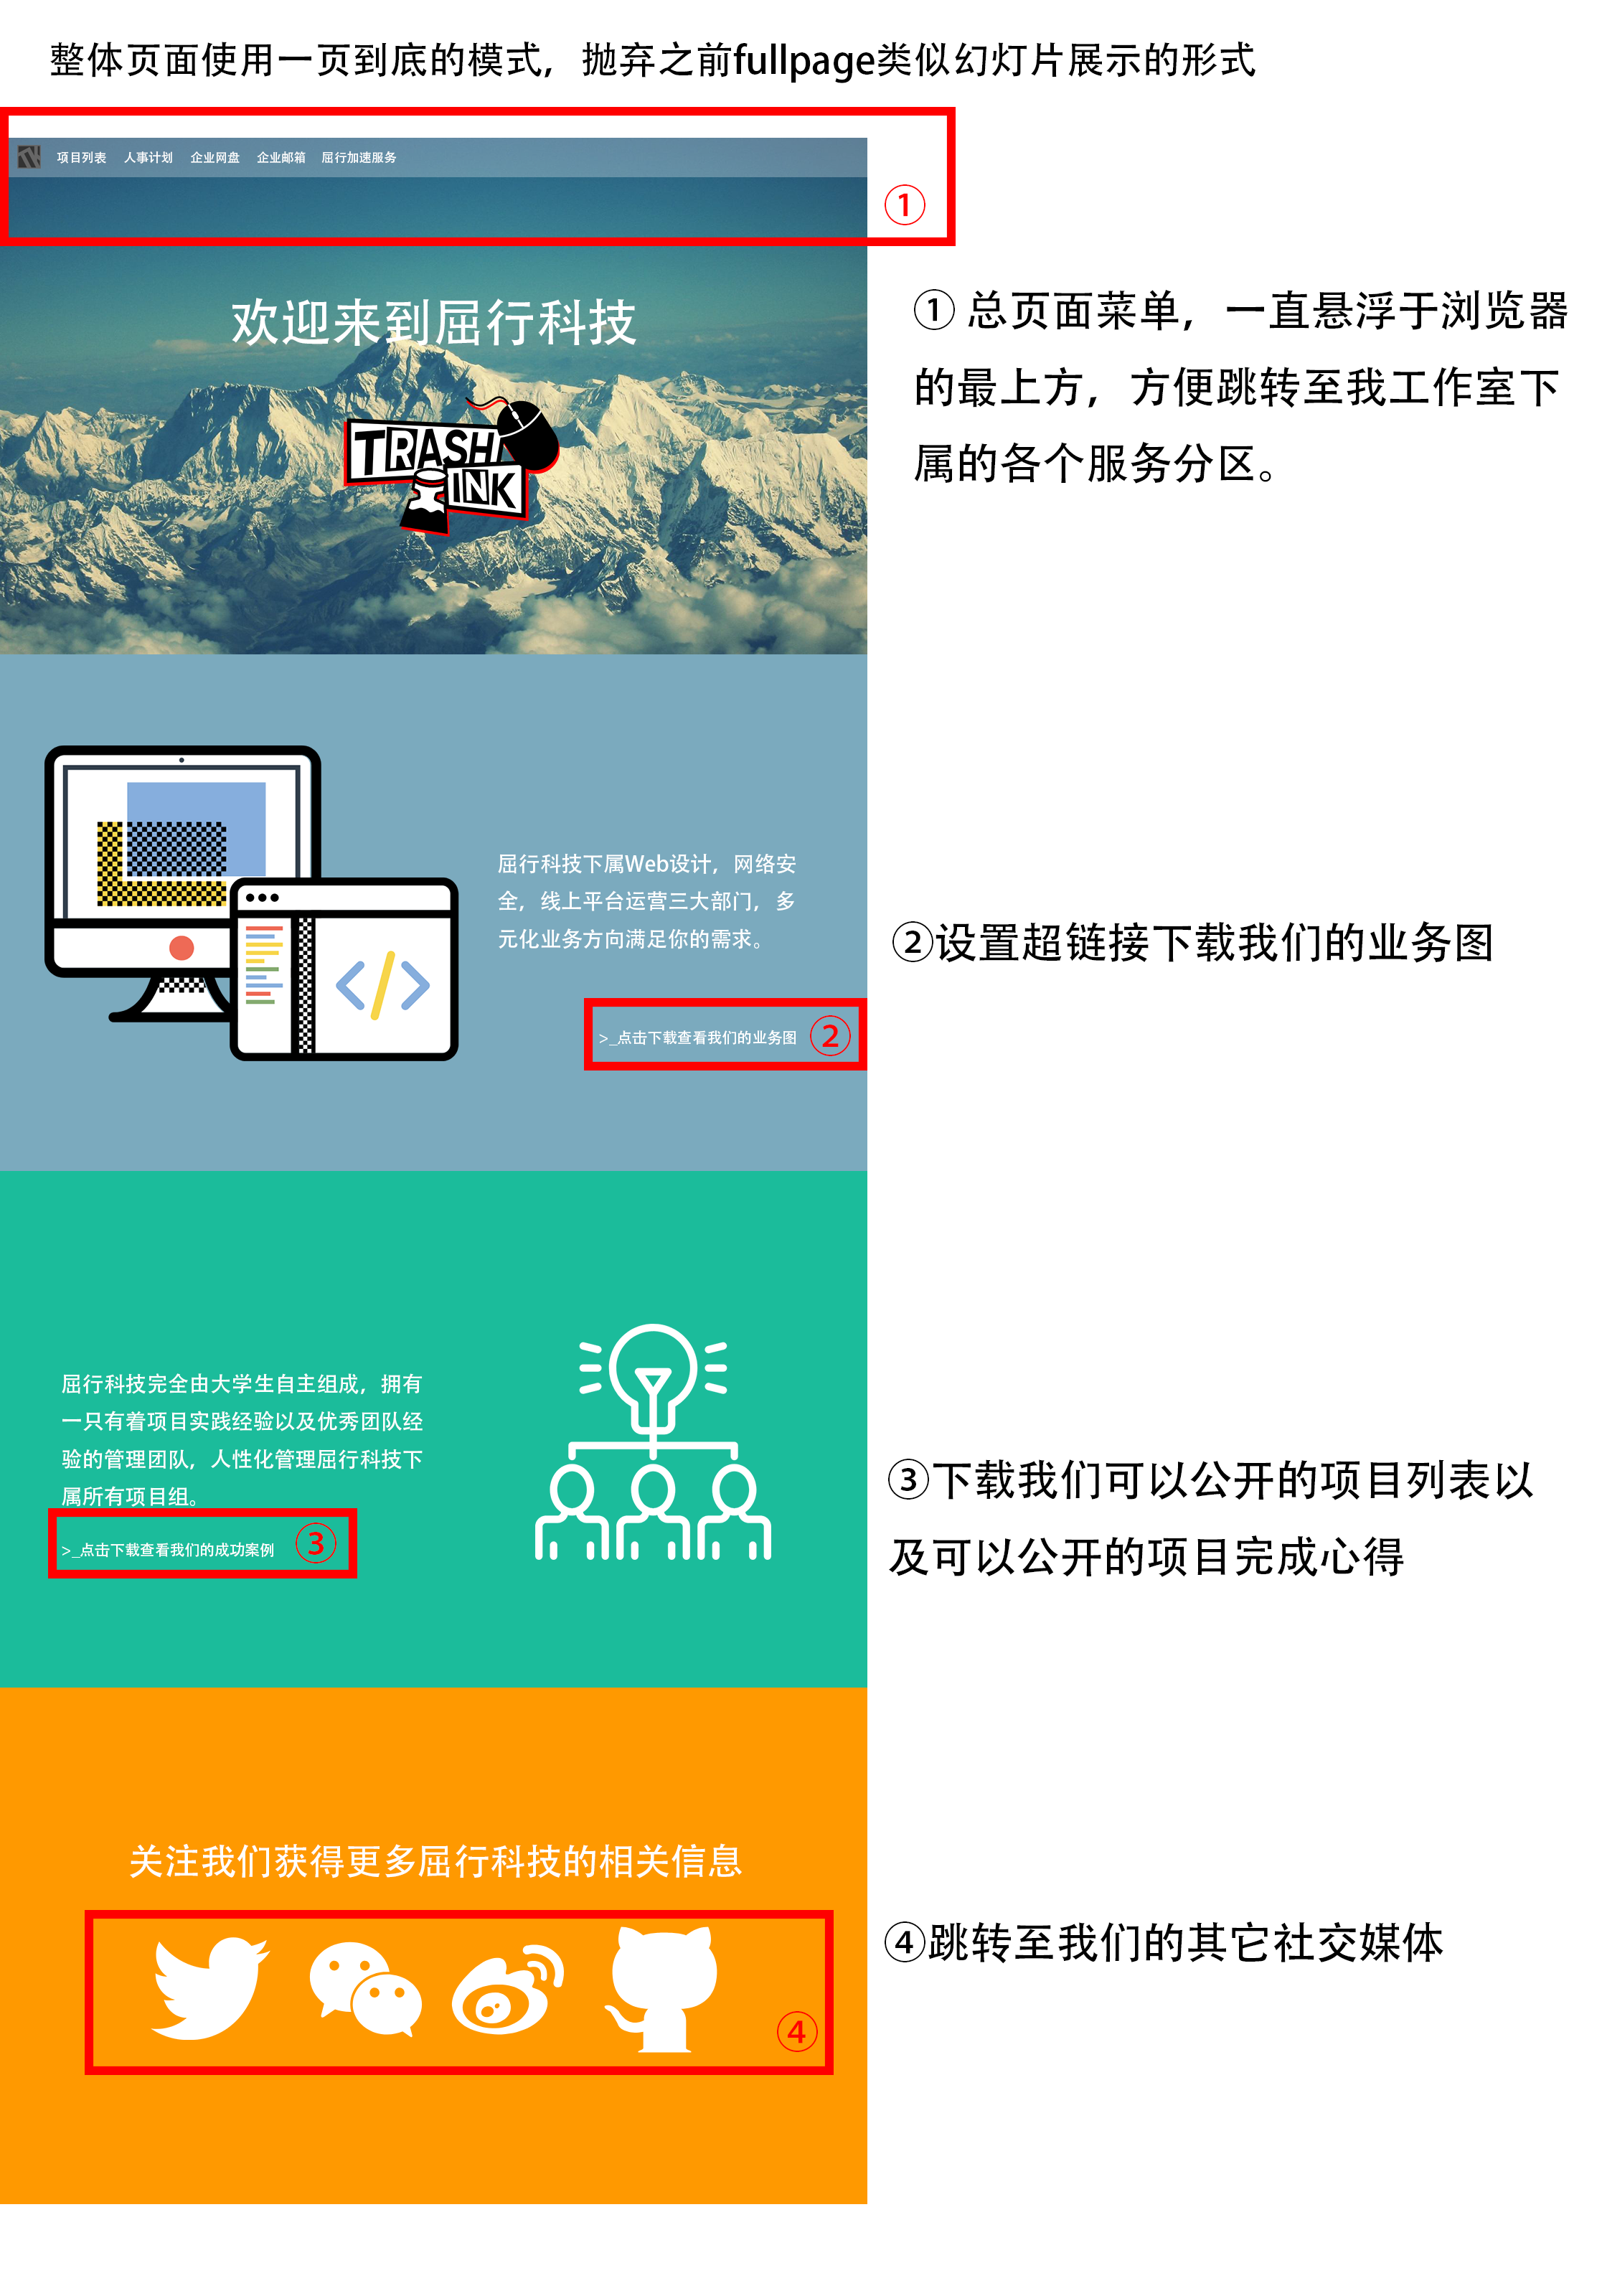 整体页面使用一页到底的模式，抛弃之前fullpage类似幻灯片展示的形式
项目列表 人事计划 企业网盘 企业邮箱 屈行加速服务
①
欢迎来到屈行科技
TRASH
INK
① 总页面菜单，一直悬浮于浏览器
的最上方，方便跳转至我工作室下
属的各个服务分区。
屈行科技下属Web设计，网络安
全，线上平台运营三大部门，多
元化业务方向满足你的需求。
>_点击下载查看我们的业务图 ②
②设置超链接下载我们的业务图
</>
屈行科技完全由大学生自主组成，拥有
一只有着项目实践经验以及优秀团队经
验的管理团队，人性化管理屈行科技下
属所有项目组。
>_点击下载查看我们的成功案例 ③
③下载我们可以公开的项目列表以
及可以公开的项目完成心得
关注我们获得更多屈行科技的相关信息
④
④跳转至我们的其它社交媒体